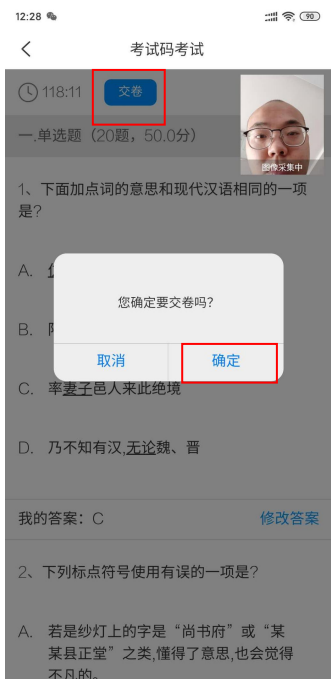 12:28
90
考试码考试
118:11
交卷
图像采集中
一.单选题（20题，50.0分）
1、下面加点词的意思和现代汉语相同的一项
是?
A.
您确定要交卷吗?
B.
取消
确定
C. 率妻子邑人来此绝境
D. 乃不知有汉,无论魏、晋
我的答案：C
修改答案
2、下列标点符号使用有误的一项是?
A. 若是纱灯上的字是“尚书府”或“某
某县正堂”之类,懂得了意思,也会觉得
不凡的。